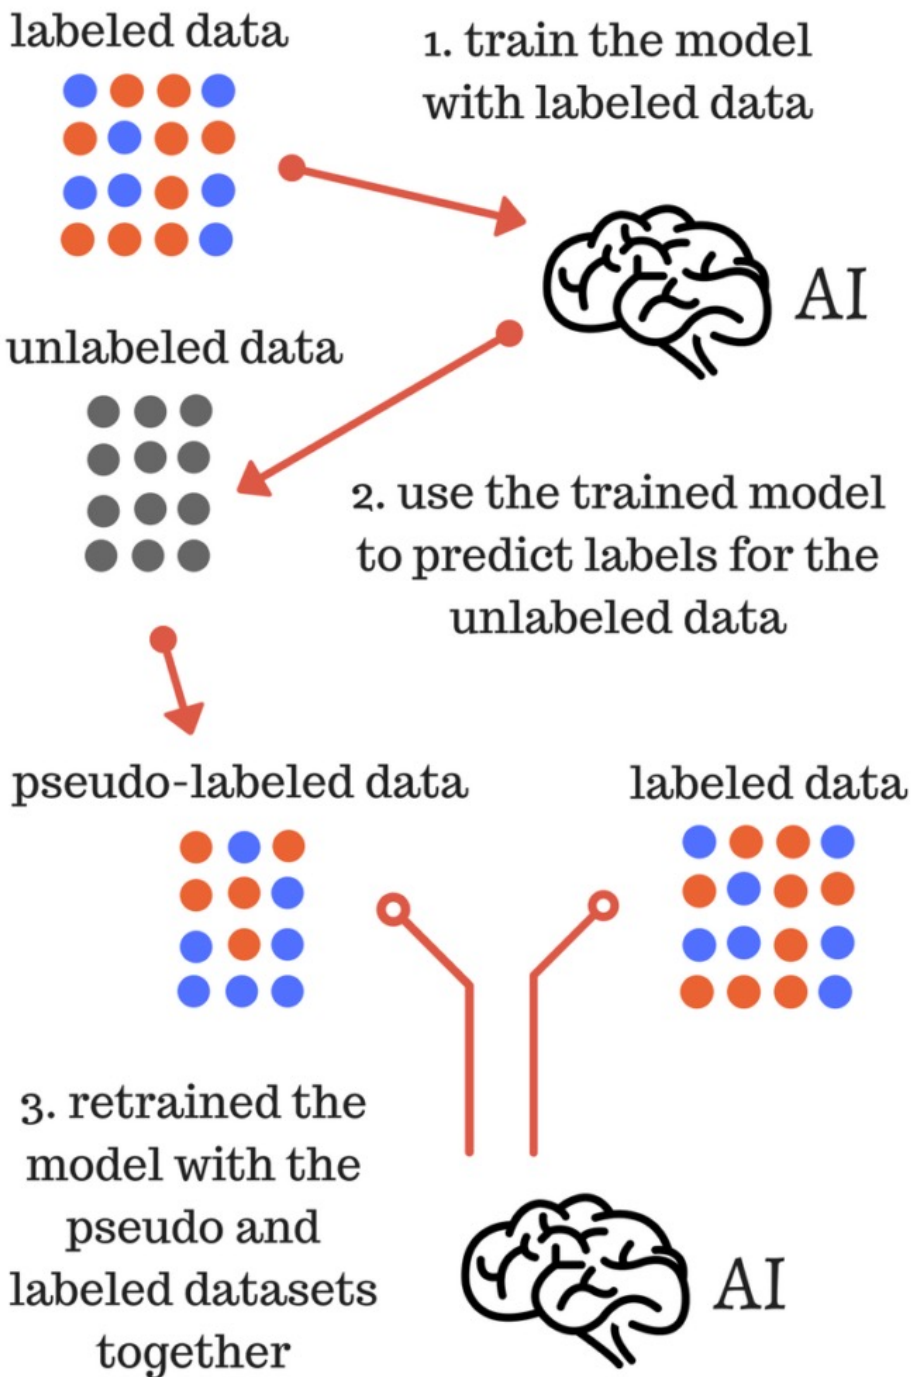 labeled data
1. train the model
with labeled data
AI
unlabeled data
2. use the trained model
to predict labels for the
unlabeled data
pseudo-labeled data
labeled data
3. retrained the
model with the
pseudo and
labeled datasets
together
AI